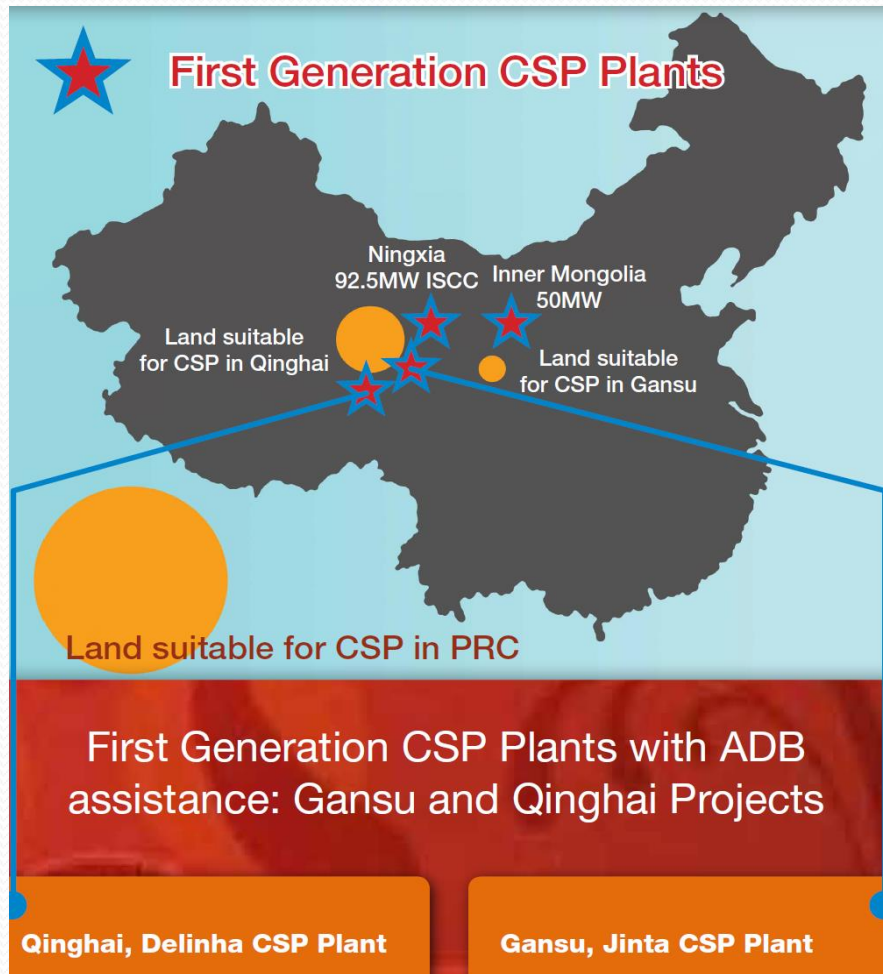 First Generation CSP Plants
Ningxia
92.5MW ISCC
Inner Mongolia
50MW
Land suitable
for CSP in Qinghai
Land suitable
for CSP in Gansu
Land suitable for CSP in PRC
First Generation CSP Plants with ADB
assistance: Gansu and Qinghai Projects
Qinghai, Delinha CSP Plant
Gansu, Jinta CSP Plant